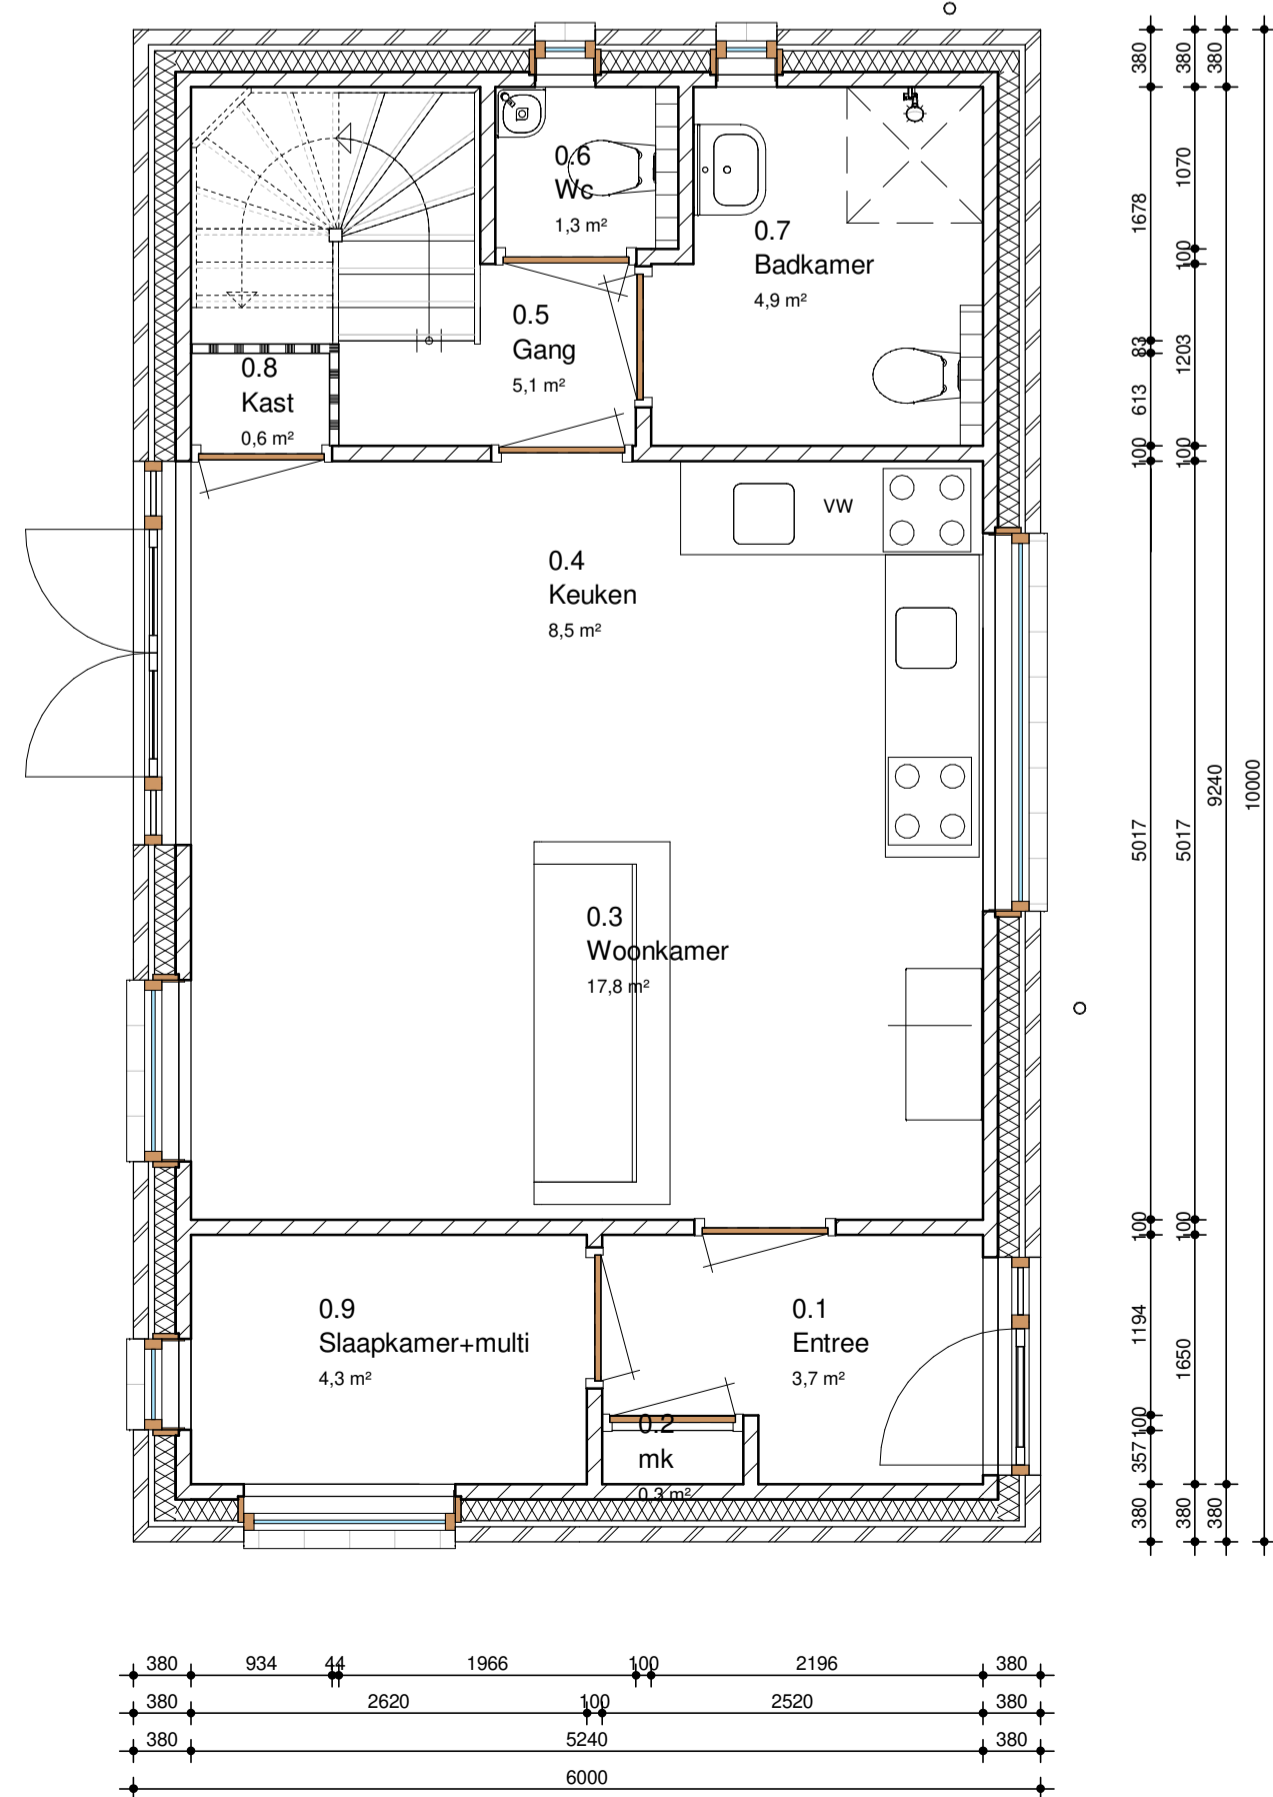 0.6
Wc
1,3 m²
0.7
Badkamer
4,9 m²
0.5
Gang
5,1 m²
0.8
Kast
0,6 m²
VW
0.4
Keuken
8,5 m²
0.3
Woonkamer
17,8 m²
0.9
Slaapkamer+multi
4,3 m²
0.1
Entree
3,7 m²
0.2
mk
0,3 m²
380
1678
83
613
100
5017
100
1194
100
357
380
380
1070
100
1203
100
5017
100
1650
380
380
9240
380
10000
380 934 44 1966 100 2196 380
380 2620 100 2520 380
380 5240 380
6000